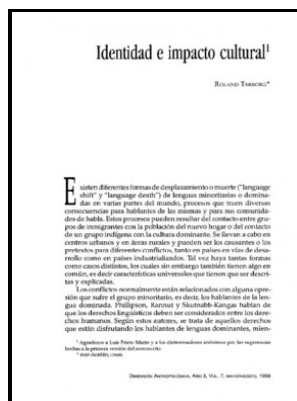 Identidad e impacto cultural¹
ROLAND TERBORG*
Existen diferentes formas de desplazamiento o muerte ("language
shift" y "language death") de lenguas minoritarias o domina-
das en varias partes del mundo, procesos que traen diversas
consecuencias para hablantes de las mismas y para sus comunida-
des de habla. Estos procesos pueden resultar del contacto entre gru-
pos de inmigrantes con la población del nuevo hogar o del contacto
de un grupo indígena con la cultura dominante. Se llevan a cabo en
centros urbanos y en áreas rurales y pueden ser los causantes o los
pretextos para diferentes conflictos, tanto en países en vías de desa-
rrollo como en países industrializados. Tal vez haya tantas formas
como casos distintos, los cuales sin embargo también tienen algo en
común, es decir características universales que tienen que ser descri-
tas y explicadas.
Los conflictos normalmente están relacionados con alguna opre-
sión que sufre el grupo minoritario, es decir, los hablantes de la len-
gua dominada. Phillipson, Rannut y Skutnabb-Kangas hablan de
que los derechos lingüísticos deben ser considerados entre los dere-
chos humanos. Según estos autores, se trata de aquellos derechos
que están disfrutando los hablantes de lenguas dominantes, mien-
¹ Agradezco a Luz Pérez Marín y a los dictaminadores anónimos por las sugerencias
hechas a la primera versión del manuscrito.
DIMENSIÓN ANTROPOLÓGICA, AÑO 3, VOL. 7, MAYO/AGOSTO, 1996